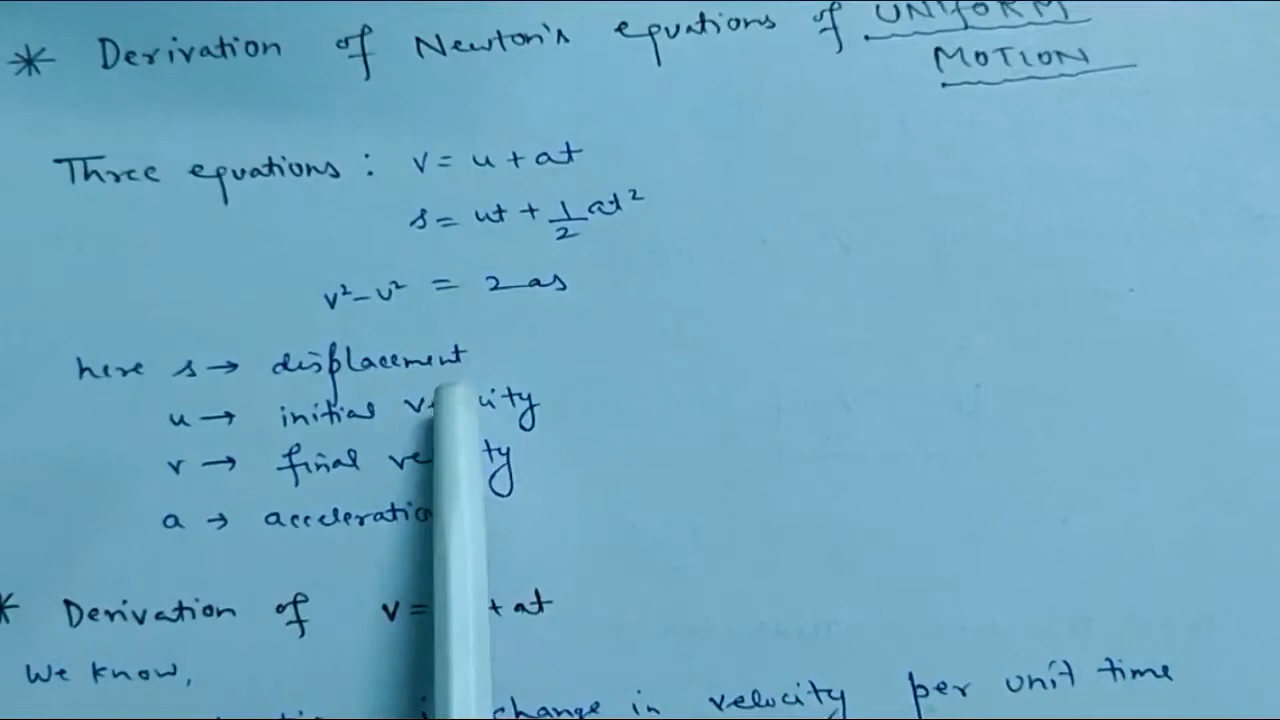 * Derivation of Newton's equations of UNIFORM
MOTION
Three equations: v = u + at
s = ut + 1/2 at²
v² - u² = 2as
here s → displacement
u → initial
v → final
a →
* Derivation of v = + at
We know,
change in velocity per unit time